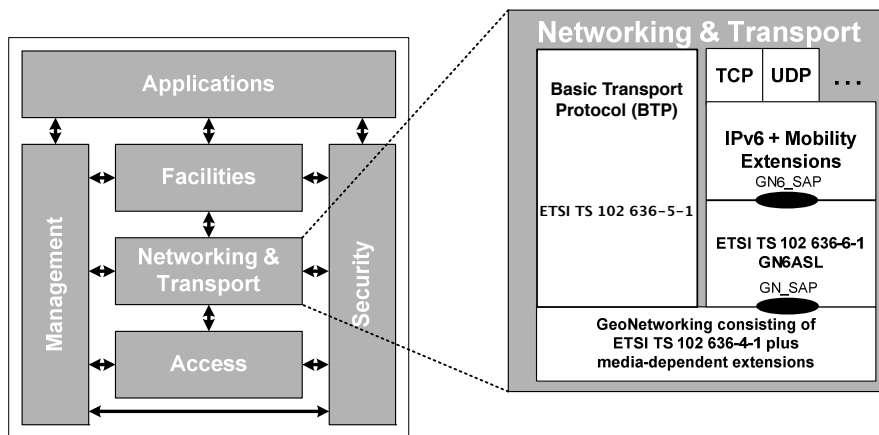 Applications
Facilities
Networking &
Transport
Access
Management
Security
Networking & Transport
Basic Transport
Protocol (BTP)
ETSI TS 102 636-5-1
TCP
UDP
...
IPv6 + Mobility
Extensions
GN6_SAP
ETSI TS 102 636-6-1
GN6ASL
GN_SAP
GeoNetworking consisting of
ETSI TS 102 636-4-1 plus
media-dependent extensions